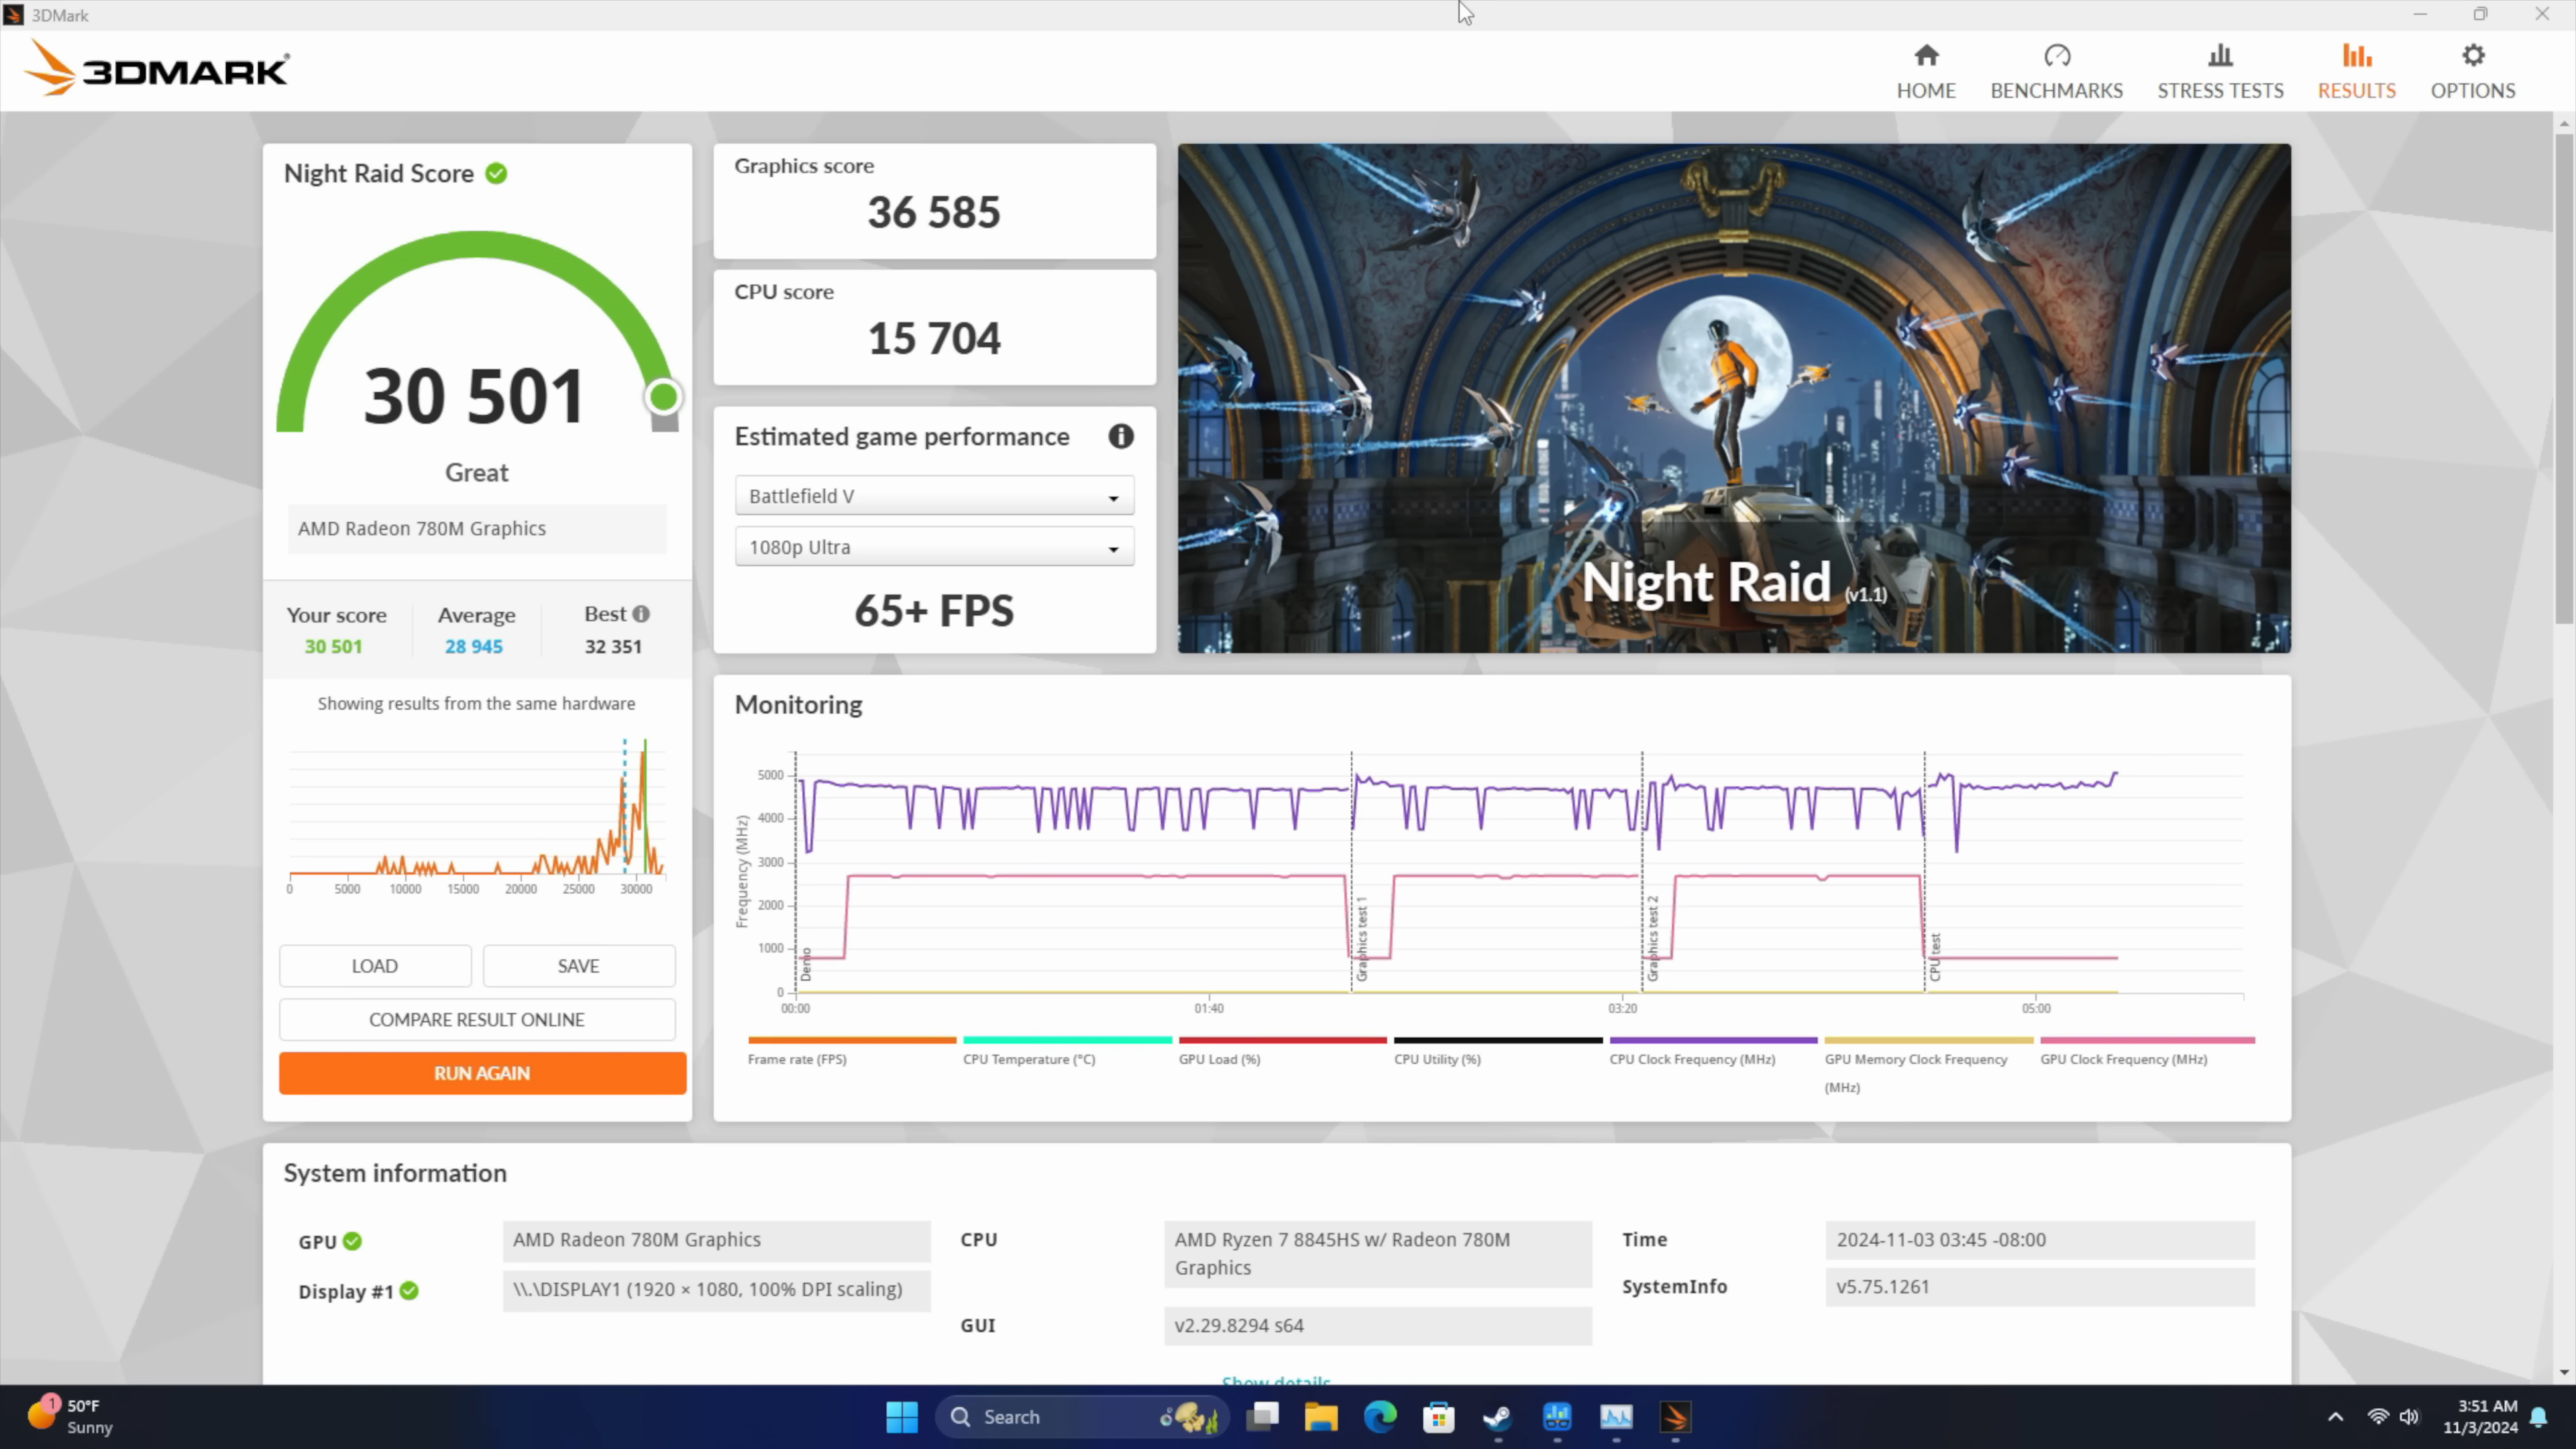 3DMark
3DMARK
HOME
BENCHMARKS
STRESS TESTS
RESULTS
OPTIONS
Night Raid Score
30 501
Great
AMD Radeon 780M Graphics
Your score
Average
Best
30 501
28 945
32 351
Showing results from the same hardware
0 5000 10000 15000 20000 25000 30000
LOAD
SAVE
COMPARE RESULT ONLINE
RUN AGAIN
Graphics score
36 585
CPU score
15 704
Estimated game performance
Battlefield V
1080p Ultra
65+ FPS
Night Raid (v1.1)
Monitoring
Frequency (MHz)
5000
4000
3000
2000
1000
0
Demo
Graphics test 1
Graphics test 2
CPU test
00:00 01:40 03:20 05:00
Frame rate (FPS)
CPU Temperature (°C)
GPU Load (%)
CPU Utility (%)
CPU Clock Frequency (MHz)
GPU Memory Clock Frequency
(MHz)
GPU Clock Frequency (MHz)
System information
GPU
AMD Radeon 780M Graphics
Display #1
\\.\DISPLAY1 (1920 × 1080, 100% DPI scaling)
CPU
AMD Ryzen 7 8845HS w/ Radeon 780M
Graphics
GUI
v2.29.8294 s64
Time
2024-11-03 03:45 -08:00
SystemInfo
v5.75.1261
Show details
1
50°F
Sunny
Search
3:51 AM
11/3/2024